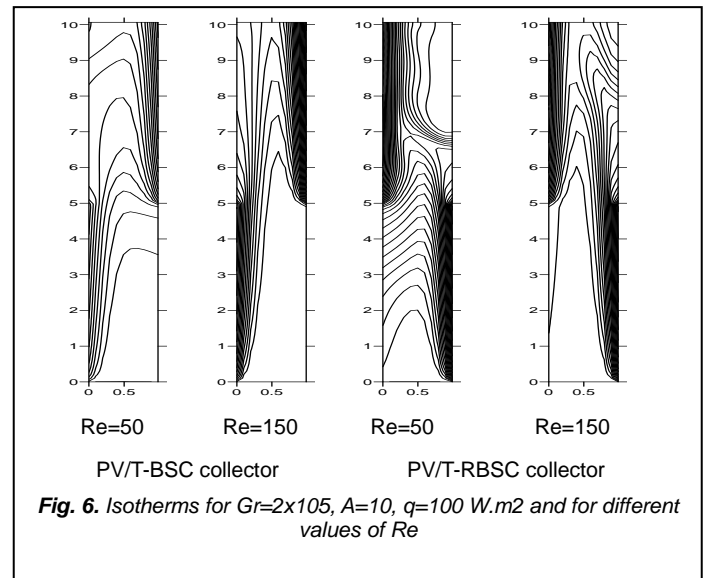 10 10 10 10
9 9 9 9
8 8 8 8
7 7 7 7
6 6 6 6
5 5 5 5
4 4 4 4
3 3 3 3
2 2 2 2
1 1 1 1
0 0 0 0
0 0.5 0 0.5 0 0.5 0 0.5
Re=50 Re=150 Re=50 Re=150
PV/T-BSC collector PV/T-RBSC collector
Fig. 6. Isotherms for Gr=2x105, A=10, q=100 W.m2 and for different
values of Re